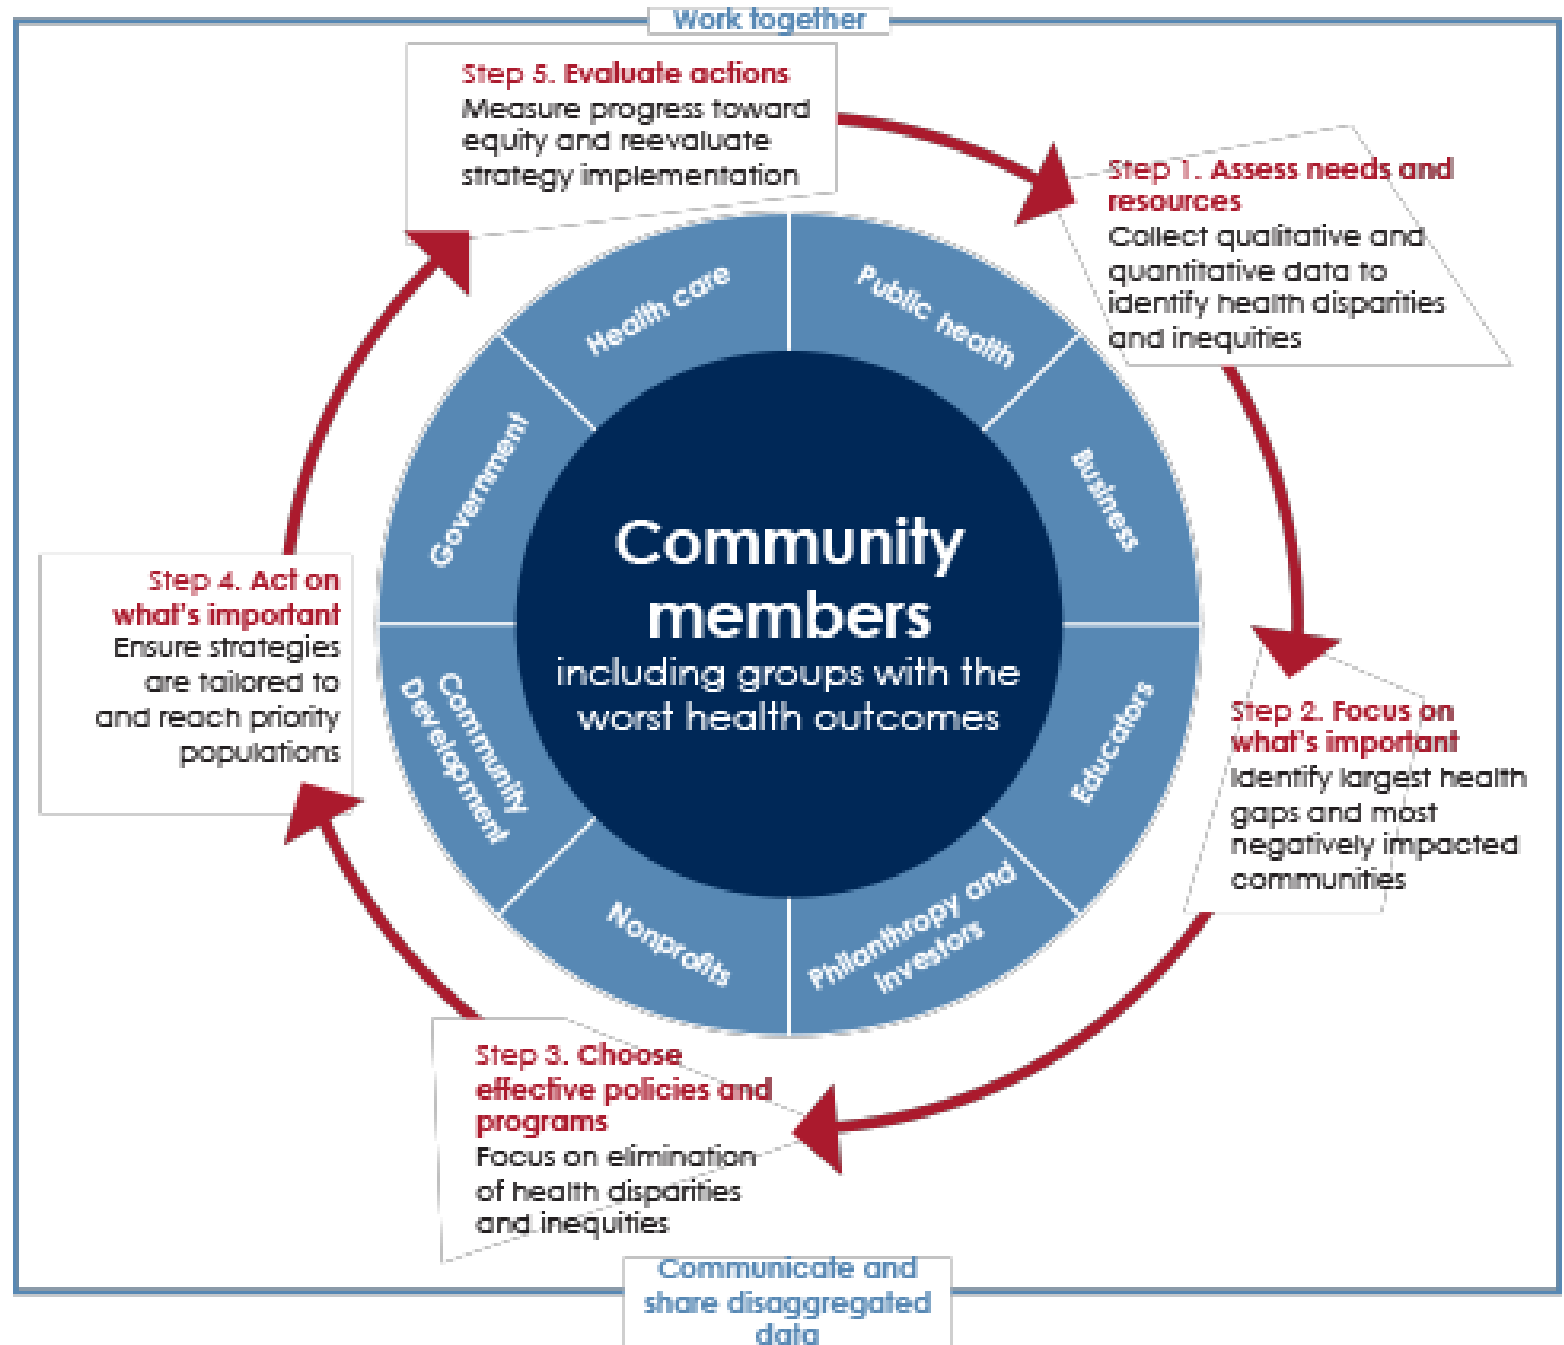 Work together
Step 5. Evaluate actions
Measure progress toward
equity and reevaluate
strategy implementation
Step 1. Assess needs and
resources
Collect qualitative and
quantitative data to
identify health disparities
and inequities
Health care
Public health
Government
Business
Community
members
including groups with the
worst health outcomes
Step 4. Act on
what's important
Ensure strategies
are tailored to
and reach priority
populations
Community
Development
Educators
Step 2. Focus on
what's important
Identify largest health
gaps and most
negatively impacted
communities
Nonprofits
Philanthropy and
Investors
Step 3. Choose
effective policies and
programs
Focus on elimination
of health disparities
and inequities
Communicate and
share disaggregated
data